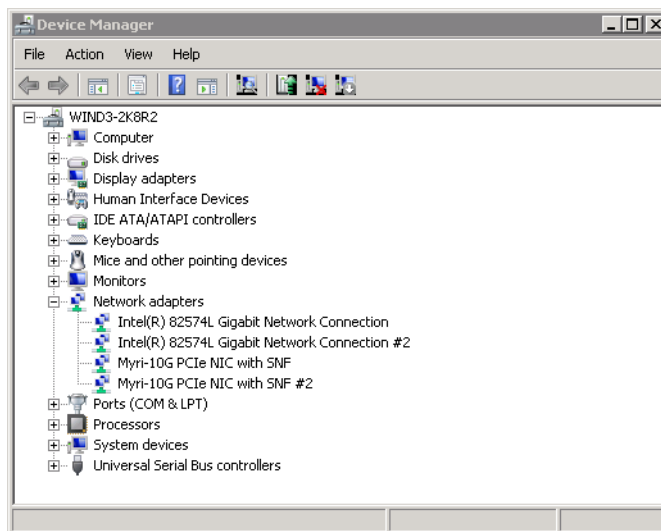 Device Manager
File Action View Help
WIND3-2K8R2
Computer
Disk drives
Display adapters
Human Interface Devices
IDE ATA/ATAPI controllers
Keyboards
Mice and other pointing devices
Monitors
Network adapters
Intel(R) 82574L Gigabit Network Connection
Intel(R) 82574L Gigabit Network Connection #2
Myri-10G PCIe NIC with SNF
Myri-10G PCIe NIC with SNF #2
Ports (COM & LPT)
Processors
System devices
Universal Serial Bus controllers